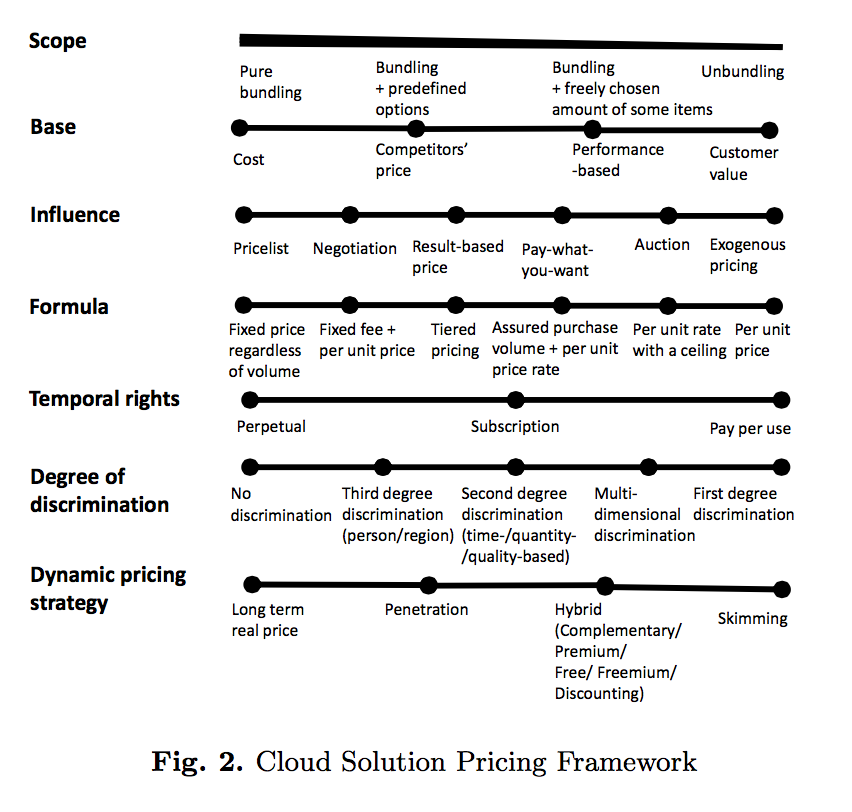 Scope
Pure
bundling
Bundling
+ predefined
options
Bundling
+ freely chosen
amount of some items
Unbundling
Base
Cost
Competitors’
price
Performance
-based
Customer
value
Influence
Pricelist
Negotiation
Result-based
price
Pay-what-
you-want
Auction
Exogenous
pricing
Formula
Fixed price
regardless
of volume
Fixed fee +
per unit price
Tiered
pricing
Assured purchase
volume + per unit
price rate
Per unit rate
with a ceiling
Per unit
price
Temporal rights
Perpetual
Subscription
Pay per use
Degree of
discrimination
No
discrimination
Third degree
discrimination
(person/region)
Second degree
discrimination
(time-/quantity-
/quality-based)
Multi-
dimensional
discrimination
First degree
discrimination
Dynamic pricing
strategy
Long term
real price
Penetration
Hybrid
(Complementary/
Premium/
Free/ Freemium/
Discounting)
Skimming
Fig. 2. Cloud Solution Pricing Framework